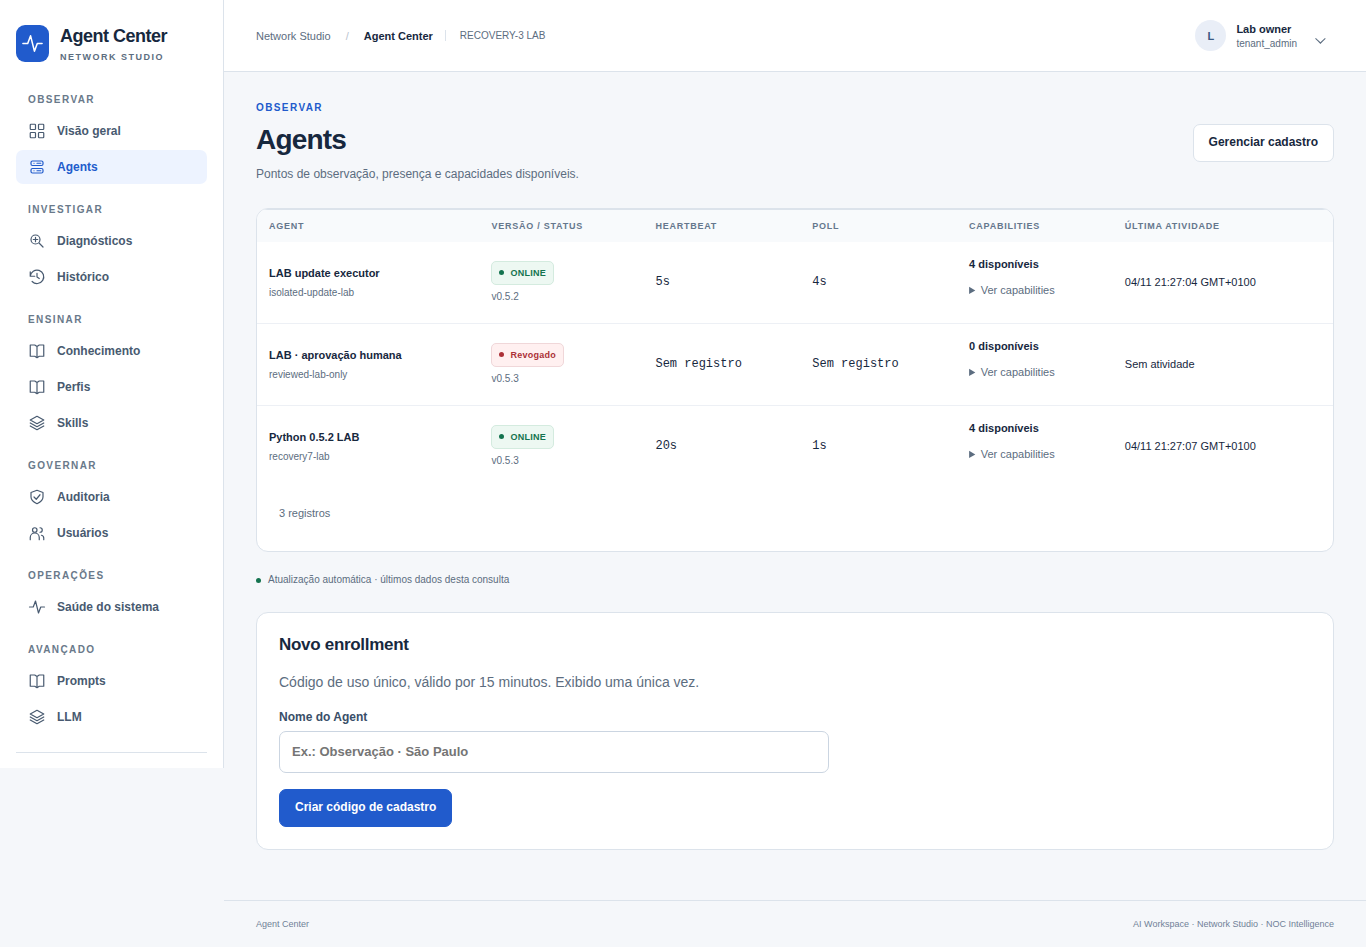 Agent Center
NETWORK STUDIO
OBSERVAR
Visão geral
Agents
INVESTIGAR
Diagnósticos
Histórico
ENSINAR
Conhecimento
Perfis
Skills
GOVERNAR
Auditoria
Usuários
OPERAÇÕES
Saúde do sistema
AVANÇADO
Prompts
LLM
Network Studio / Agent Center RECOVERY-3 LAB
L
Lab owner
tenant_admin
OBSERVAR
Agents
Pontos de observação, presença e capacidades disponíveis.
Gerenciar cadastro
AGENT VERSÃO / STATUS HEARTBEAT POLL CAPABILITIES ÚLTIMA ATIVIDADE
LAB update executor
isolated-update-lab
ONLINE
v0.5.2
5s
4s
4 disponíveis
Ver capabilities
04/11 21:27:04 GMT+0100
LAB · aprovação humana
reviewed-lab-only
Revogado
v0.5.3
Sem registro
Sem registro
0 disponíveis
Ver capabilities
Sem atividade
Python 0.5.2 LAB
recovery7-lab
ONLINE
v0.5.3
20s
1s
4 disponíveis
Ver capabilities
04/11 21:27:07 GMT+0100
3 registros
Atualização automática · últimos dados desta consulta
Novo enrollment
Código de uso único, válido por 15 minutos. Exibido uma única vez.
Nome do Agent
Ex.: Observação · São Paulo
Criar código de cadastro
Agent Center
AI Workspace · Network Studio · NOC Intelligence